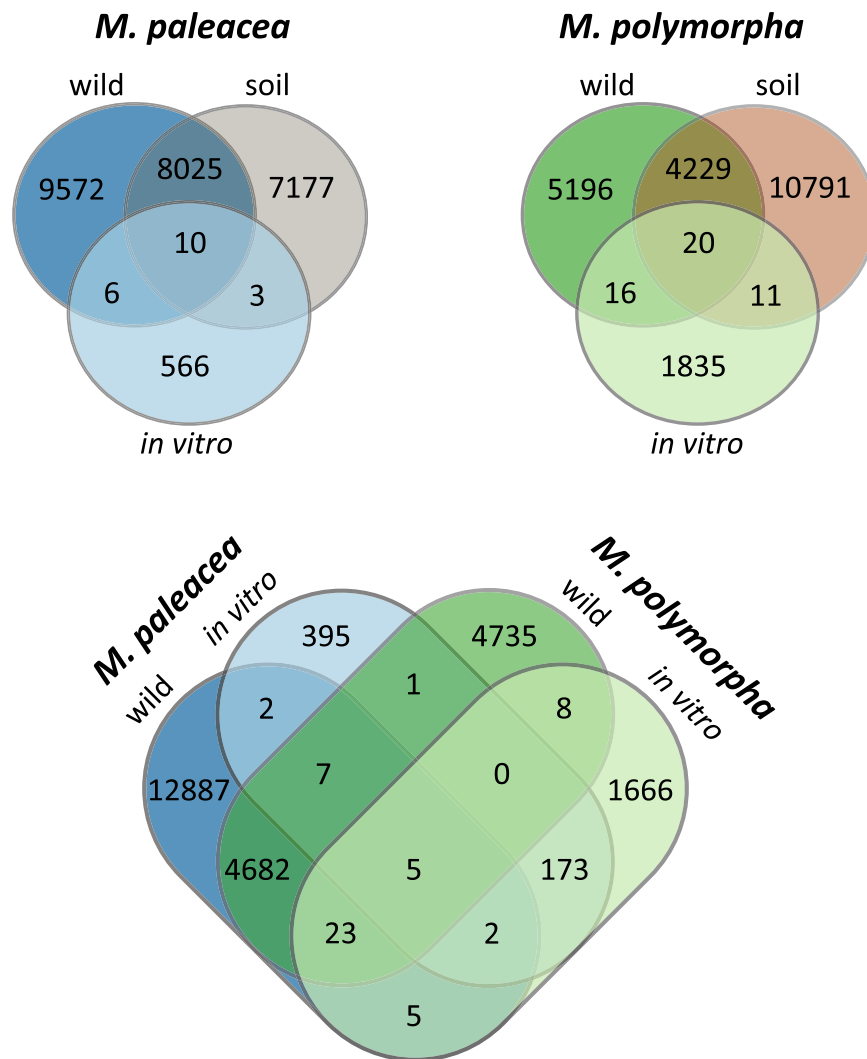 M. paleacea
M. polymorpha
wild
soil
wild
soil
9572
8025
7177
5196
4229
10791
10
20
6
3
16
11
566
1835
in vitro
in vitro
M. paleacea
M. polymorpha
in vitro
wild
wild
in vitro
395
4735
2
1
8
12887
7
0
1666
4682
5
173
23
2
5